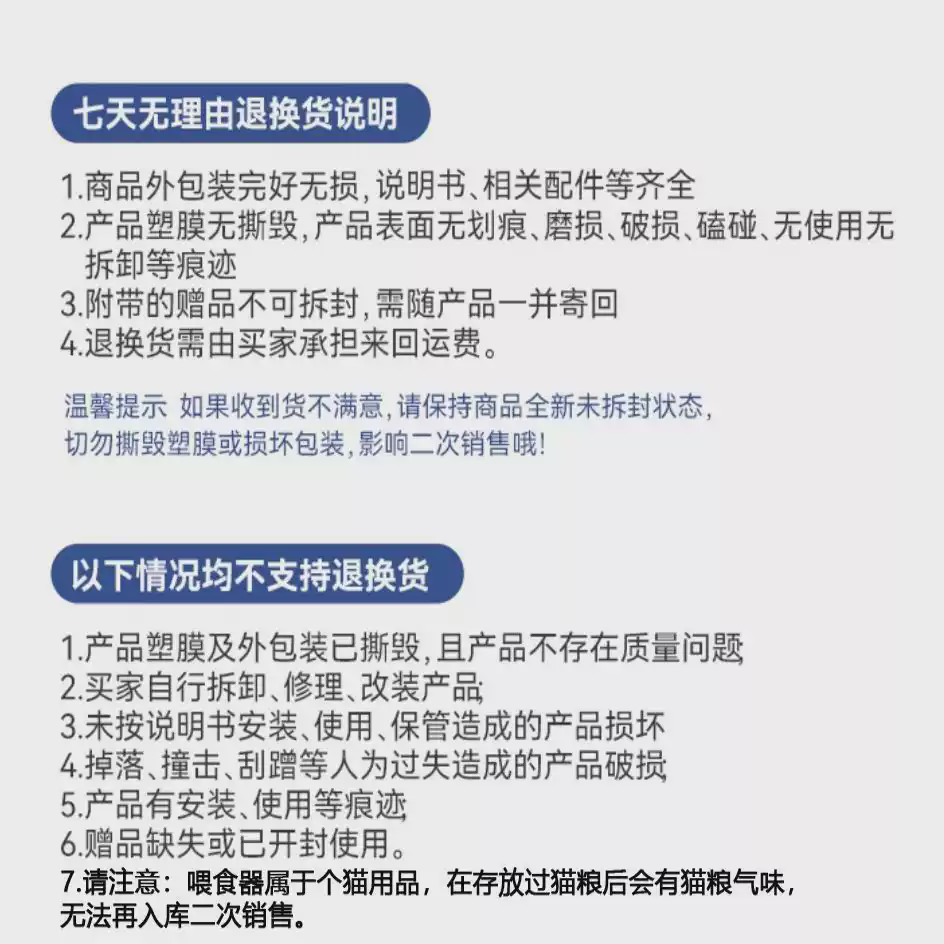 七天无理由退换货说明
1.商品外包装完好无损,说明书、相关配件等齐全
2.产品塑膜无撕毁,产品表面无划痕、磨损、破损、磕碰、无使用无
拆卸等痕迹
3.附带的赠品不可拆封,需随产品一并寄回
4.退换货需由买家承担来回运费。
温馨提示 如果收到货不满意,请保持商品全新未拆封状态,
切勿撕毁塑膜或损坏包装,影响二次销售哦!
以下情况均不支持退换货
1.产品塑膜及外包装已撕毁,且产品不存在质量问题;
2.买家自行拆卸、修理、改装产品;
3.未按说明书安装、使用、保管造成的产品损坏
4.掉落、撞击、刮蹭等人为过失造成的产品破损;
5.产品有安装、使用等痕迹;
6.赠品缺失或已开封使用。
7.请注意：喂食器属于个猫用品，在存放过猫粮后会有猫粮气味，
无法再入库二次销售。